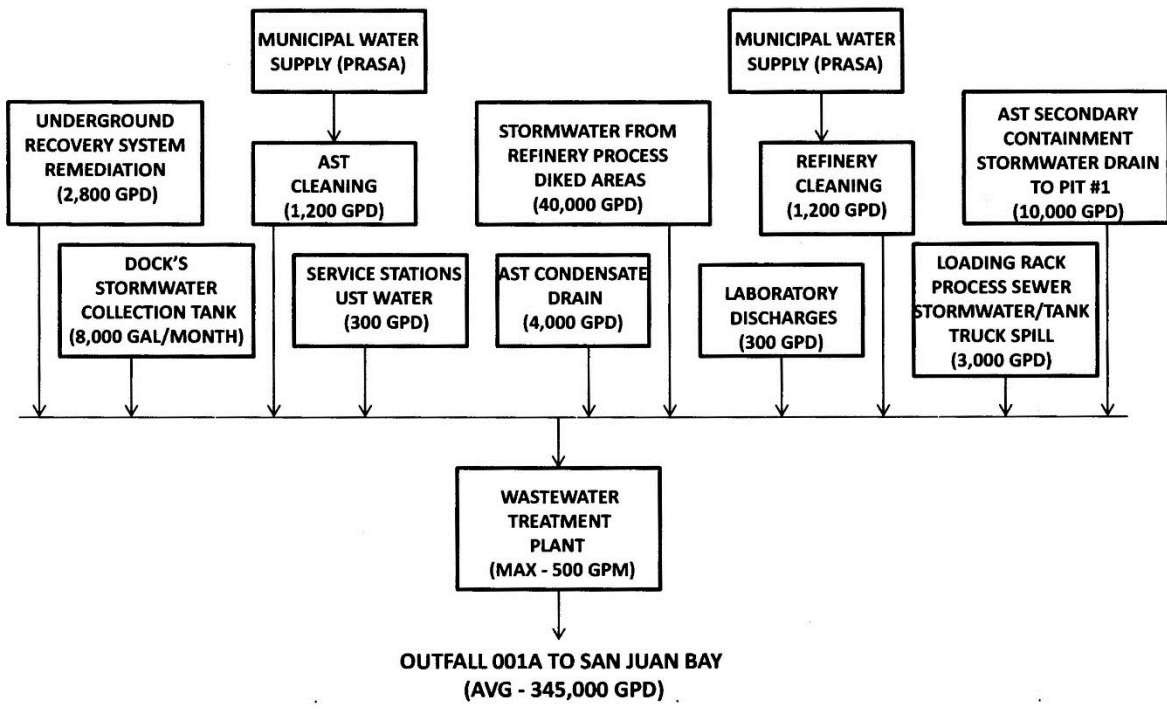 MUNICIPAL WATER
SUPPLY (PRASA)
MUNICIPAL WATER
SUPPLY (PRASA)
UNDERGROUND
RECOVERY SYSTEM
REMEDIATION
(2,800 GPD)
AST
CLEANING
(1,200 GPD)
STORMWATER FROM
REFINERY PROCESS
DIKED AREAS
(40,000 GPD)
REFINERY
CLEANING
(1,200 GPD)
AST SECONDARY
CONTAINMENT
STORMWATER DRAIN
TO PIT #1
(10,000 GPD)
DOCK'S
STORMWATER
COLLECTION TANK
(8,000 GAL/MONTH)
SERVICE STATIONS
UST WATER
(300 GPD)
AST CONDENSATE
DRAIN
(4,000 GPD)
LABORATORY
DISCHARGES
(300 GPD)
LOADING RACK
PROCESS SEWER
STORMWATER/TANK
TRUCK SPILL
(3,000 GPD)
WASTEWATER
TREATMENT
PLANT
(MAX - 500 GPM)
OUTFALL 001A TO SAN JUAN BAY
(AVG - 345,000 GPD)